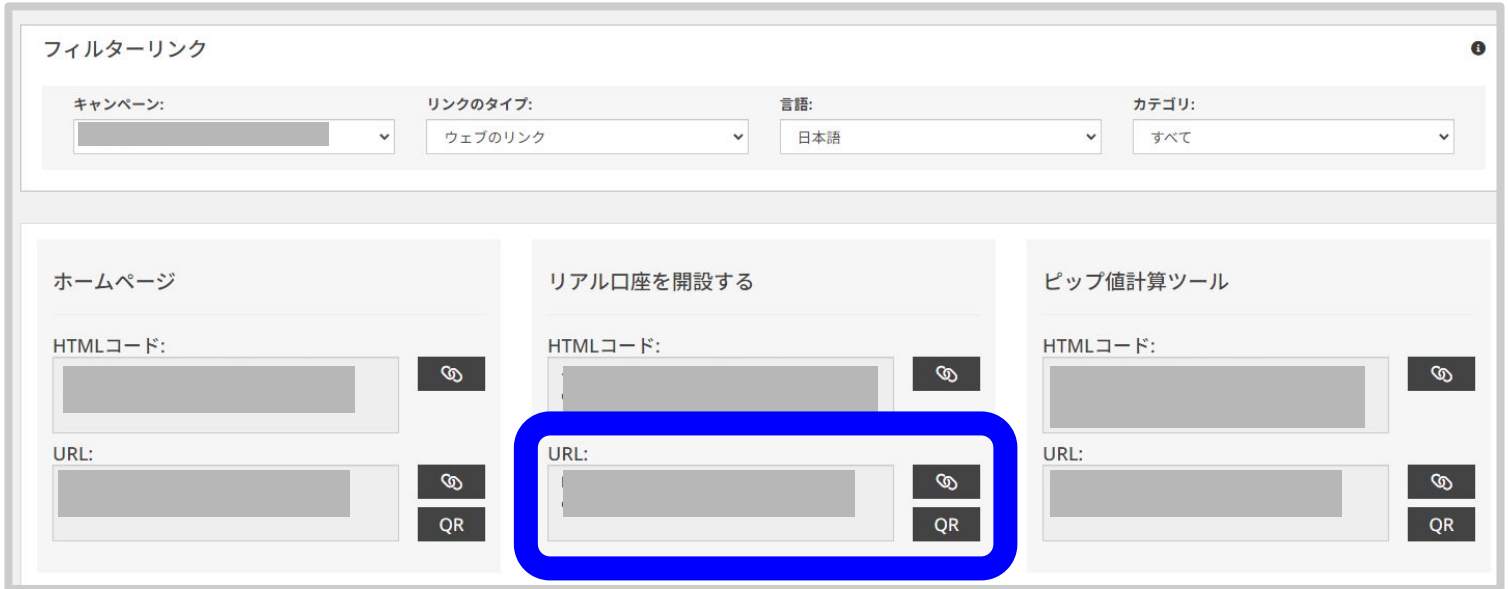 フィルターリンク
キャンペーン: リンクのタイプ: 言語: カテゴリ:
ウェブのリンク 日本語 すべて
ホームページ リアル口座を開設する ピップ値計算ツール
HTMLコード: HTMLコード: HTMLコード:
URL: URL: URL:
QR QR QR